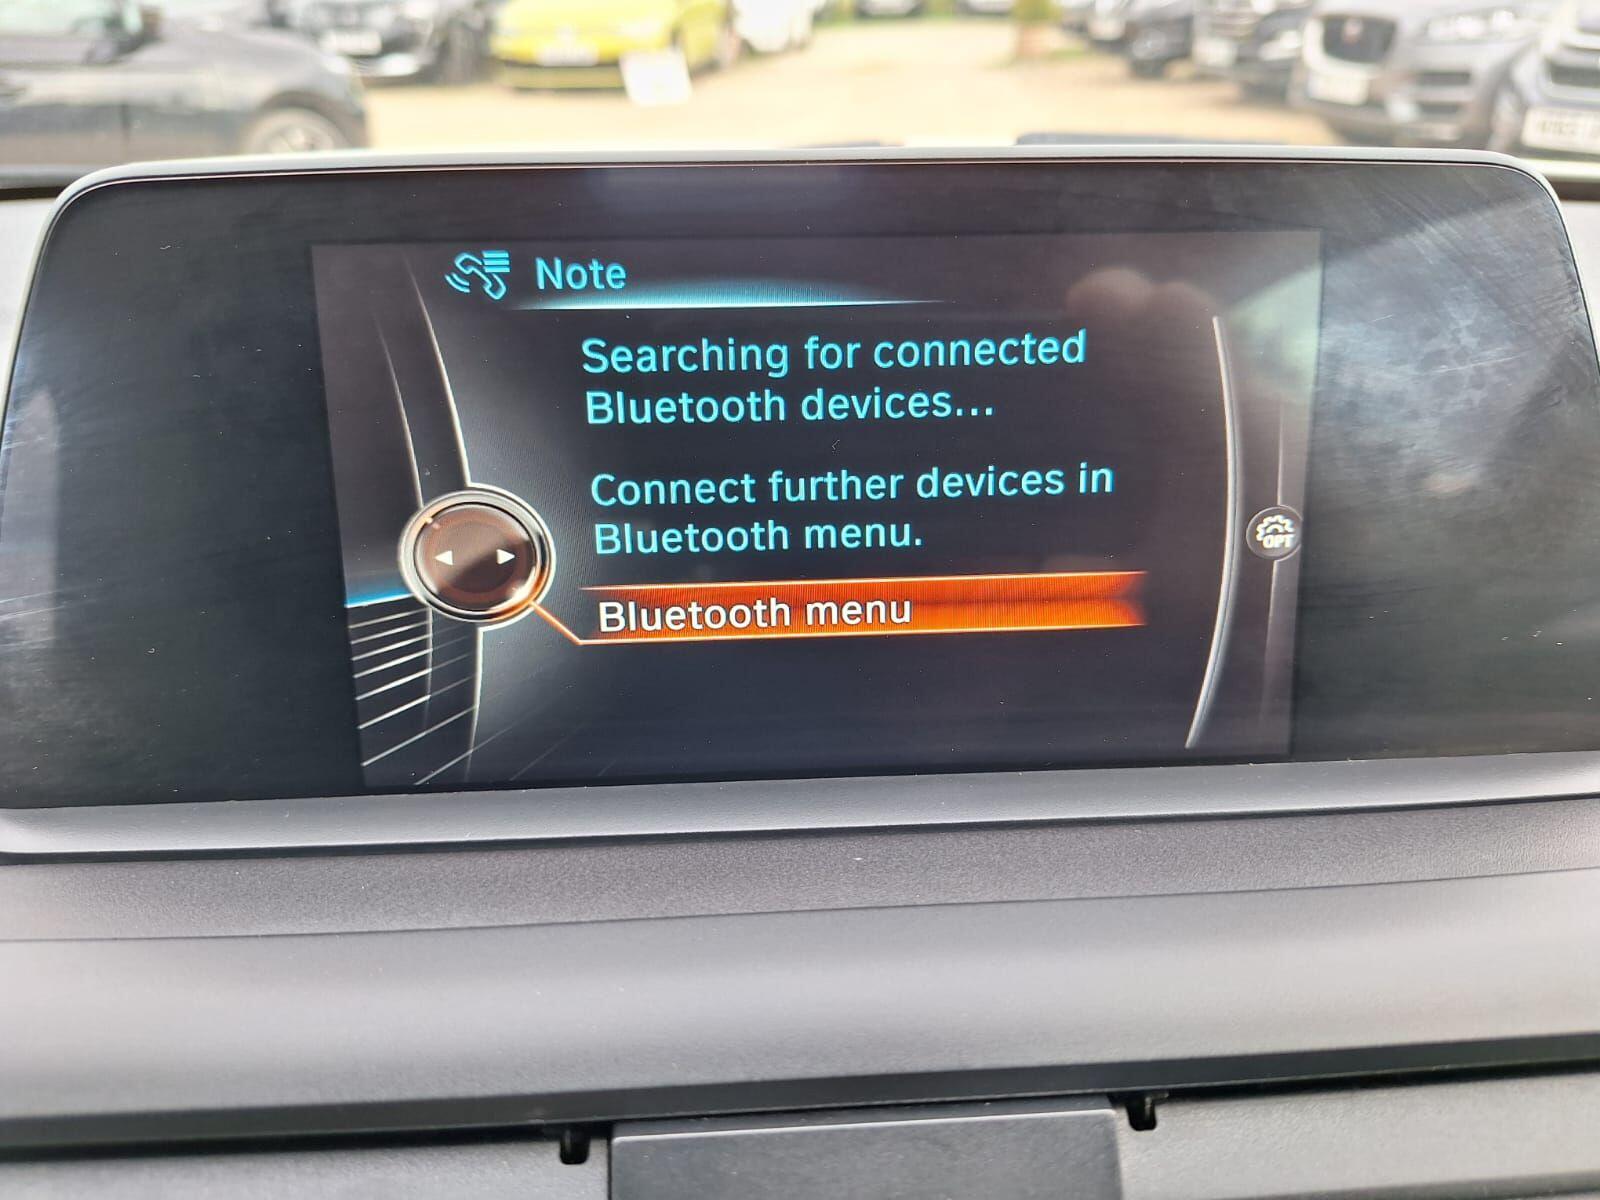 Note
Searching for connected
Bluetooth devices...
Connect further devices in
Bluetooth menu.
Bluetooth menu
OPT